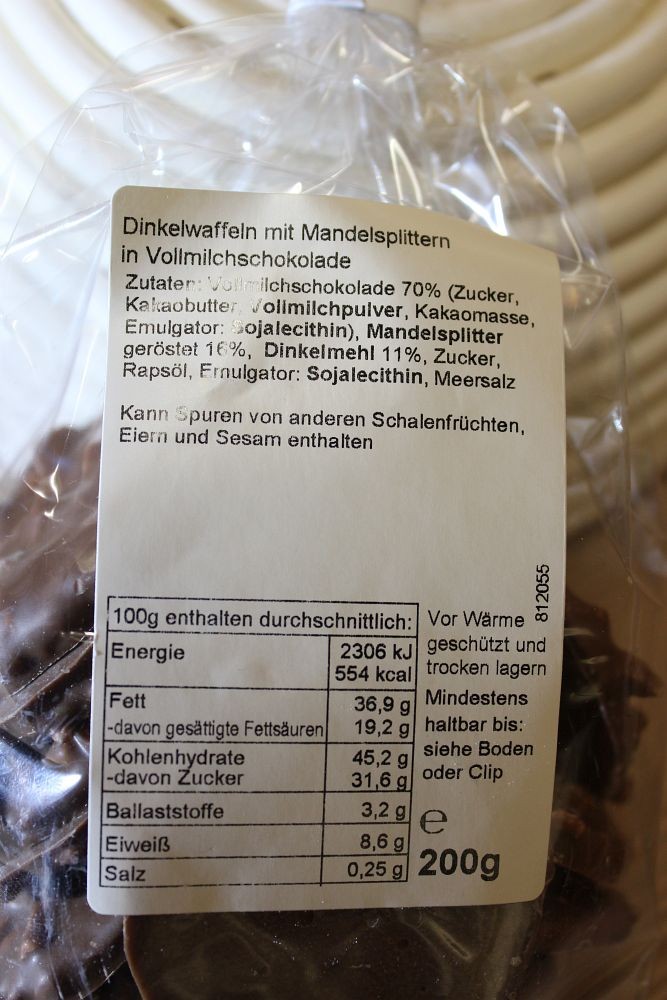 Dinkelwaffeln mit Mandelsplittern
in Vollmilchschokolade
Zutaten: Vollmilchschokolade 70% (Zucker,
Kakaobutter, Vollmilchpulver, Kakaomasse,
Emulgator: Sojalecithin), Mandelsplitter
geröstet 16%, Dinkelmehl 11%, Zucker,
Rapsöl, Emulgator: Sojalecithin, Meersalz
Kann Spuren von anderen Schalenfrüchten,
Eiern und Sesam enthalten
812055
100g enthalten durchschnittlich:
Energie 2306 kJ
554 kcal
Fett 36,9 g
-davon gesättigte Fettsäuren 19,2 g
Kohlenhydrate 45,2 g
-davon Zucker 31,6 g
Ballaststoffe 3,2 g
Eiweiß 8,6 g
Salz 0,25 g
Vor Wärme
geschützt und
trocken lagern
Mindestens
haltbar bis:
siehe Boden
oder Clip
e
200g